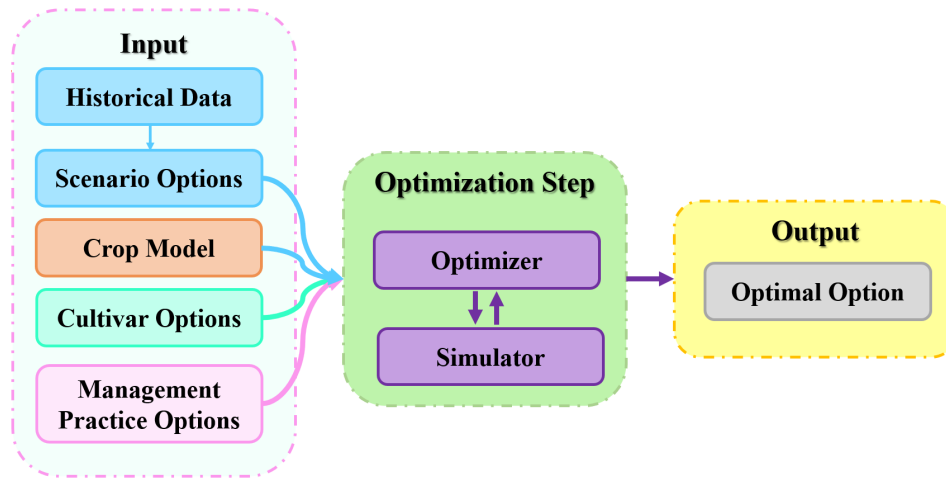 Input
Historical Data
Scenario Options
Crop Model
Cultivar Options
Management
Practice Options
Optimization Step
Optimizer
Simulator
Output
Optimal Option